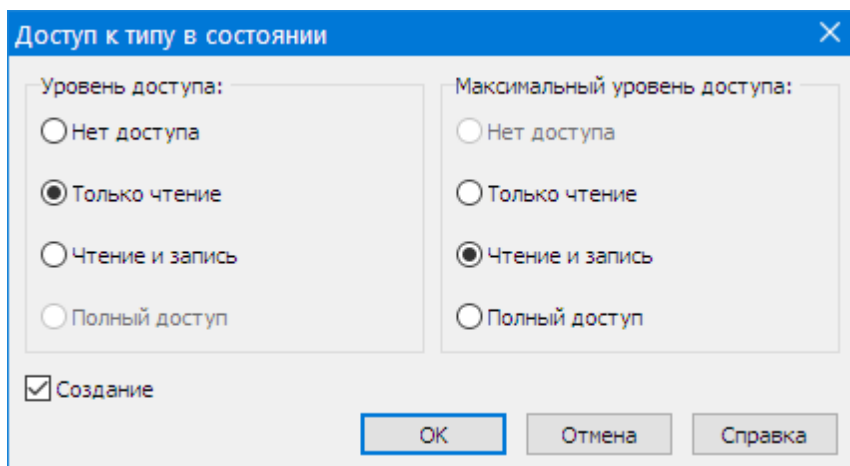 Доступ к типу в состоянии
Уровень доступа:
Нет доступа
Только чтение
Чтение и запись
Полный доступ
Максимальный уровень доступа:
Нет доступа
Только чтение
Чтение и запись
Полный доступ
Создание
OK
Отмена
Справка